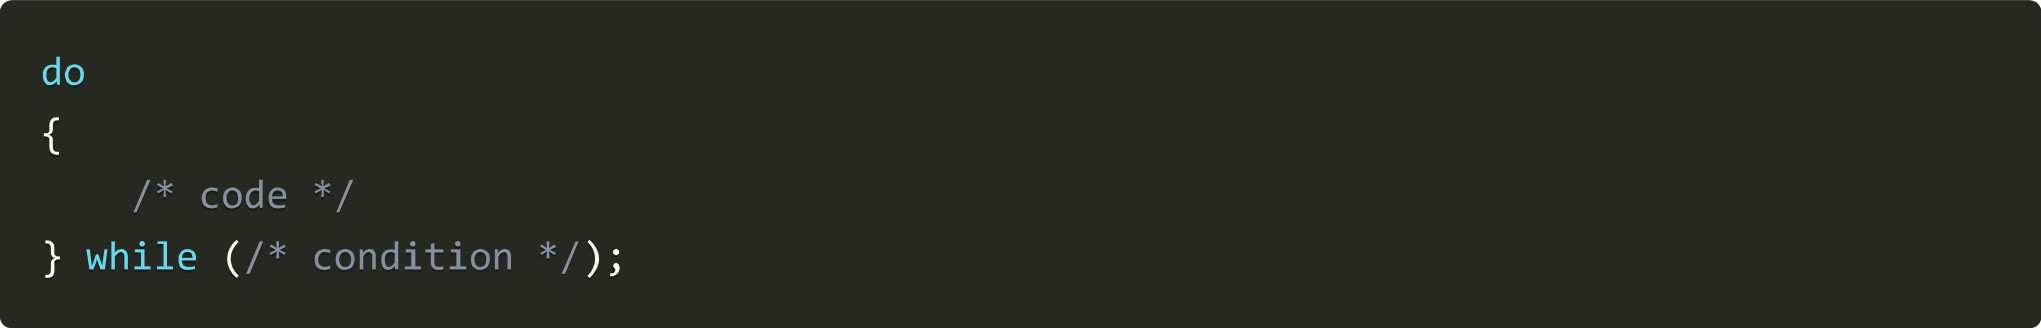 do
{
    /* code */
} while (/* condition */);